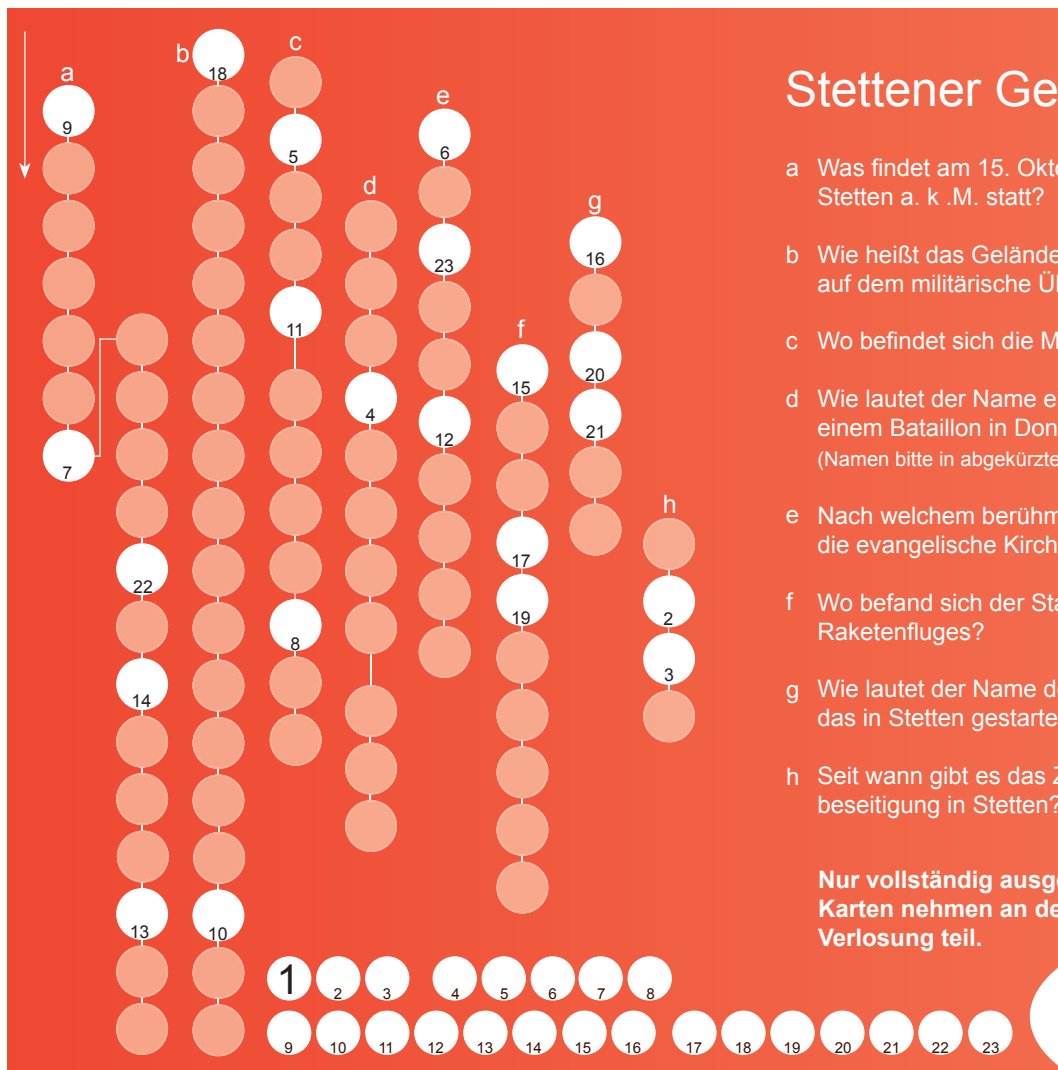 Stettener Ge
a Was findet am 15. Okto
Stetten a. k .M. statt?
b Wie heißt das Gelände
auf dem militärische Ü
c Wo befindet sich die M
d Wie lautet der Name e
einem Bataillon in Don
(Namen bitte in abgekürzte
e Nach welchem berühm
die evangelische Kirch
f Wo befand sich der Sta
Raketenfluges?
g Wie lautet der Name d
das in Stetten gestarte
h Seit wann gibt es das Z
beseitigung in Stetten?
Nur vollständig ausge
Karten nehmen an de
Verlosung teil.
a
9
7
22
14
13
b
18
10
c
5
11
8
d
4
e
6
23
12
f
15
17
19
g
16
20
21
h
2
3
1 2 3 4 5 6 7 8
9 10 11 12 13 14 15 16 17 18 19 20 21 22 23